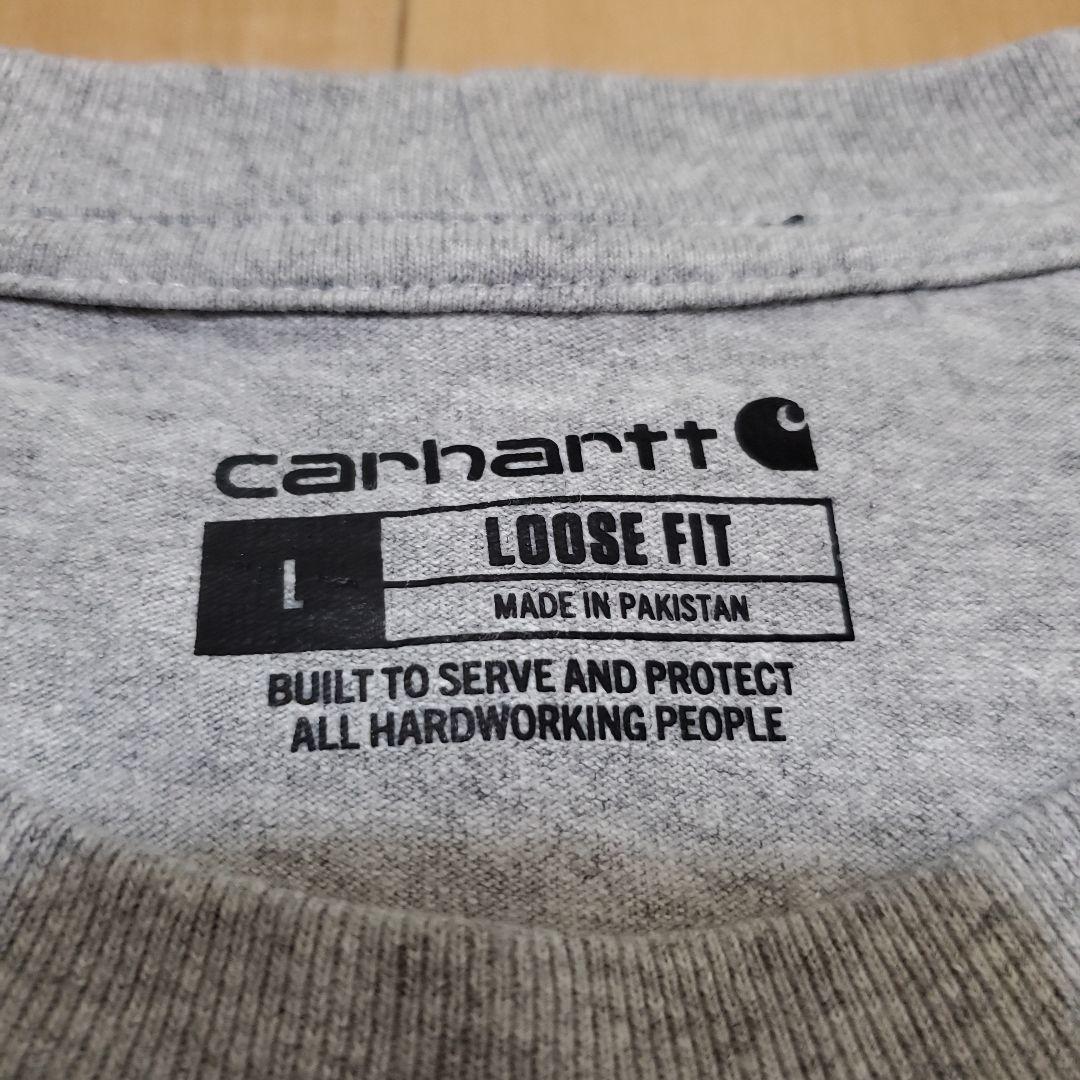 carhartt
L
LOOSE FIT
MADE IN PAKISTAN
BUILT TO SERVE AND PROTECT
ALL HARDWORKING PEOPLE